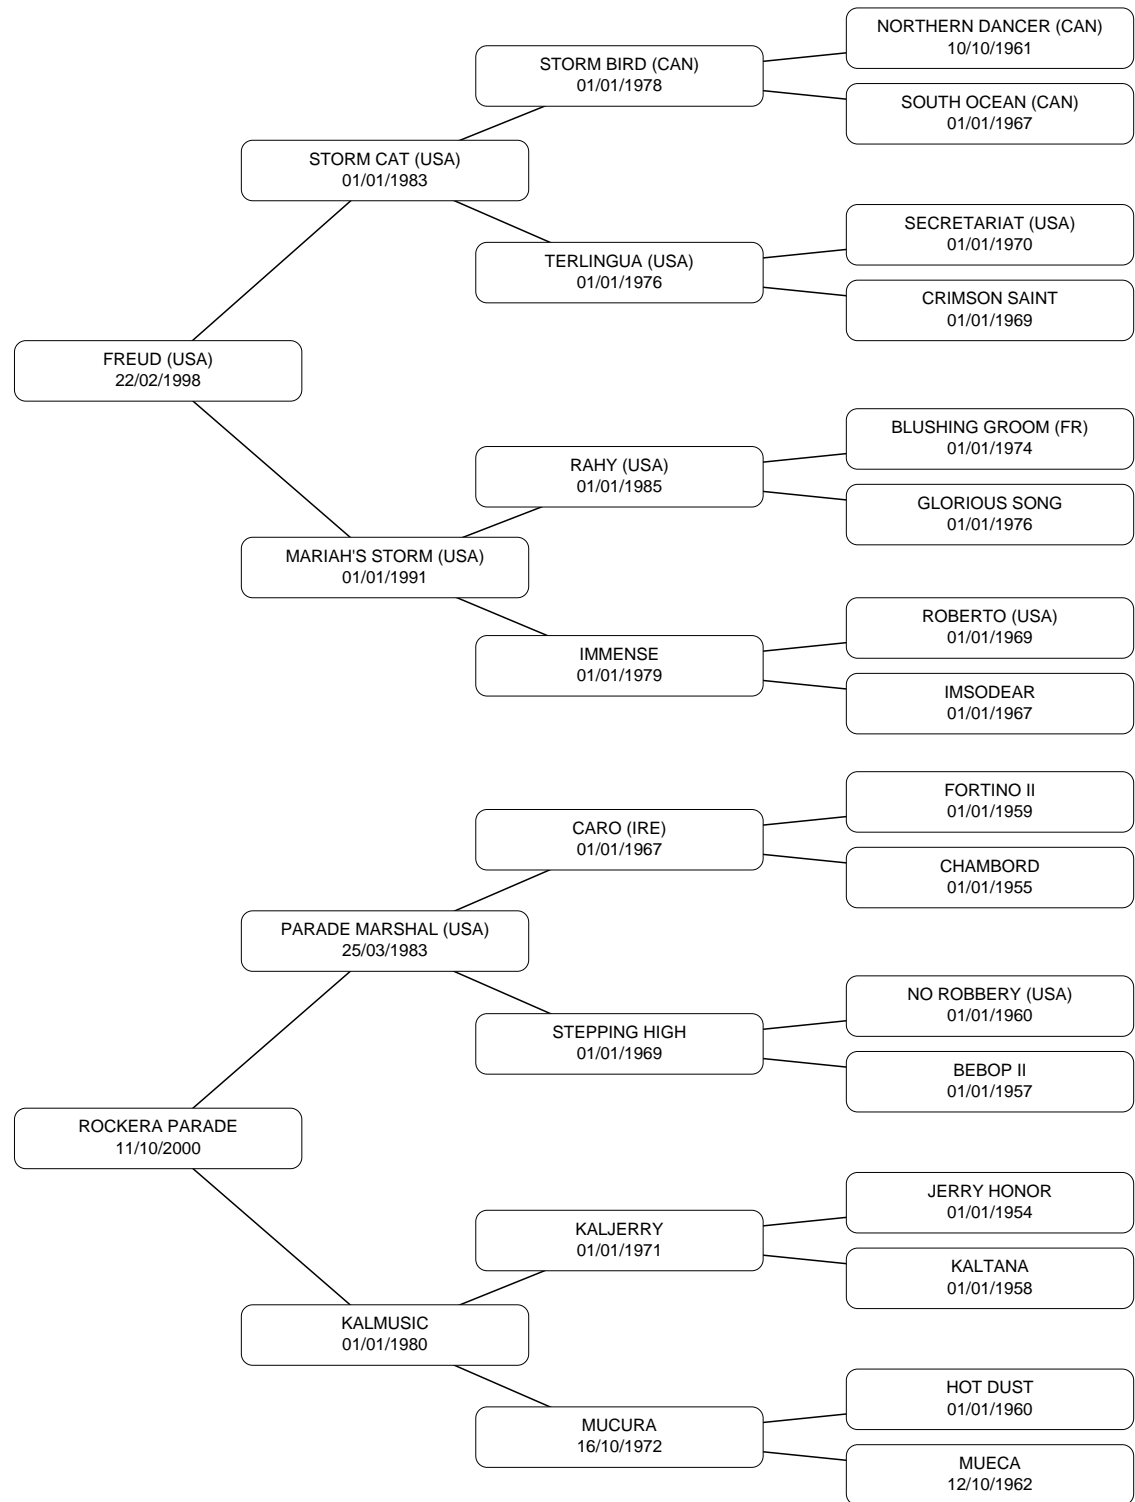 NORTHERN DANCER (CAN)
10/10/1961
STORM BIRD (CAN)
01/01/1978
SOUTH OCEAN (CAN)
01/01/1967
STORM CAT (USA)
01/01/1983
SECRETARIAT (USA)
01/01/1970
TERLINGUA (USA)
01/01/1976
CRIMSON SAINT
01/01/1969
FREUD (USA)
22/02/1998
BLUSHING GROOM (FR)
01/01/1974
RAHY (USA)
01/01/1985
GLORIOUS SONG
01/01/1976
MARIAH'S STORM (USA)
01/01/1991
ROBERTO (USA)
01/01/1969
IMMENSE
01/01/1979
IMSODEAR
01/01/1967
FORTINO II
01/01/1959
CARO (IRE)
01/01/1967
CHAMBORD
01/01/1955
PARADE MARSHAL (USA)
25/03/1983
NO ROBBERY (USA)
01/01/1960
STEPPING HIGH
01/01/1969
BEBOP II
01/01/1957
ROCKERA PARADE
11/10/2000
JERRY HONOR
01/01/1954
KALJERRY
01/01/1971
KALTANA
01/01/1958
KALMUSIC
01/01/1980
HOT DUST
01/01/1960
MUCURA
16/10/1972
MUECA
12/10/1962